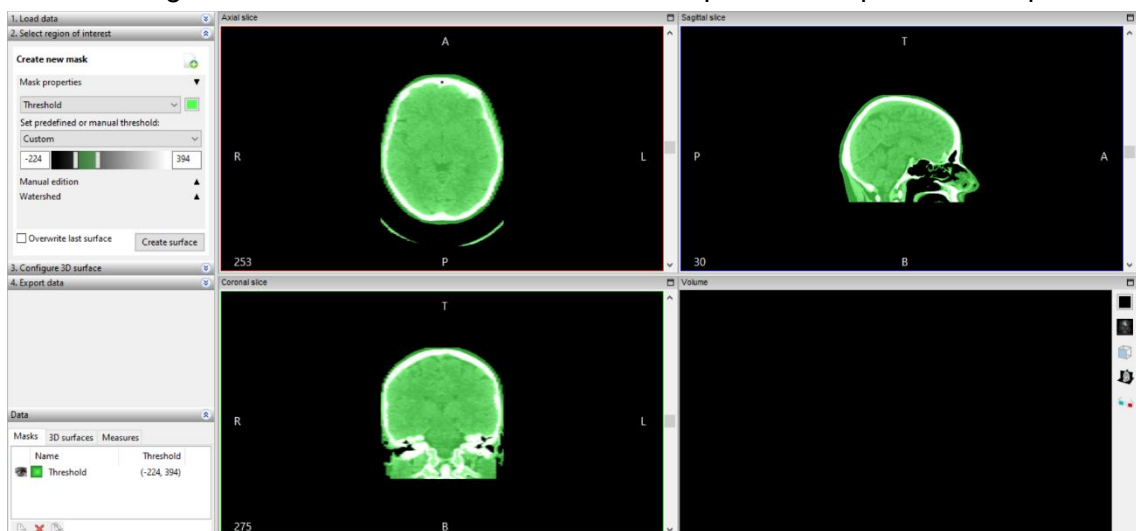 1. Load data
2. Select region of interest
Create new mask
Mask properties
Threshold
Set predefined or manual threshold:
Custom
-224
394
Manual edition
Watershed
Overwrite last surface
Create surface
3. Configure 3D surface
4. Export data
Data
Masks
3D surfaces
Measures
Name
Threshold
Threshold
(-224, 394)
Axial slice
A
R
L
253
P
Sagittal slice
T
P
A
30
B
Coronal slice
T
R
L
275
B
Volume